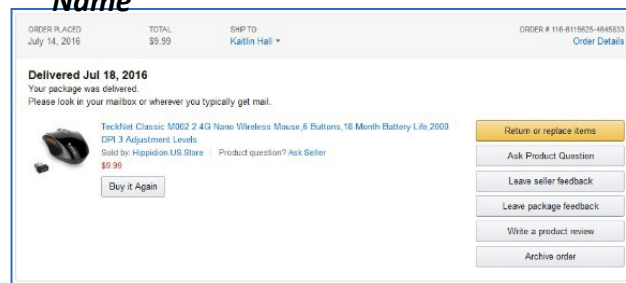 Name
ORDER PLACED
July 14, 2016
TOTAL
$9.99
SHIP TO
Kaitlin Hall
ORDER # 116-8115625-4645833
Order Details
Delivered Jul 18, 2016
Your package was delivered.
Please look in your mailbox or wherever you typically get mail.
TeckNet Classic M002 2.4G Nano Wireless Mouse,6 Buttons,18 Month Battery Life,2000
DPI 3 Adjustment Levels
Sold by: Hippidion.US.Store | Product question? Ask Seller
$9.99
Buy it Again
Return or replace items
Ask Product Question
Leave seller feedback
Leave package feedback
Write a product review
Archive order